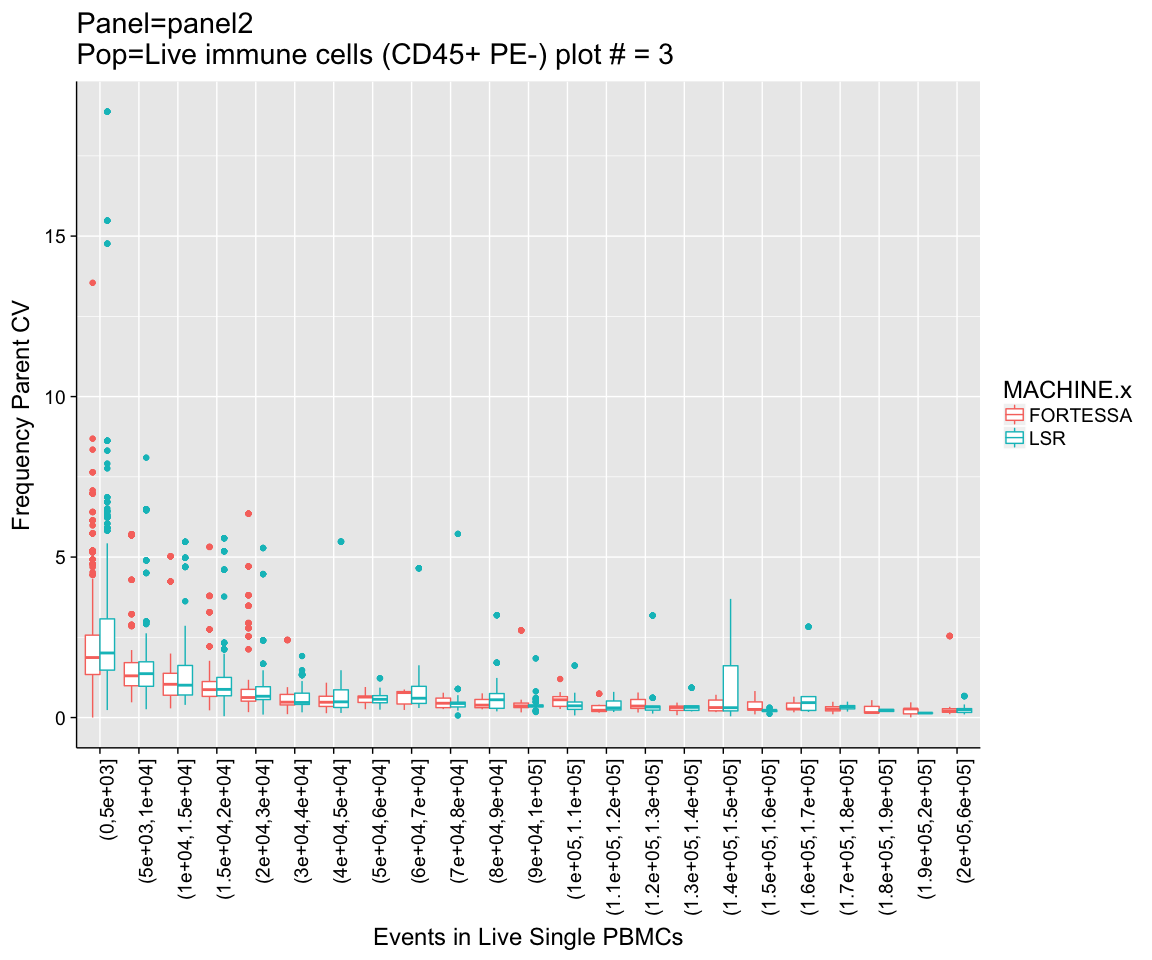 Panel=panel2
Pop=Live immune cells (CD45+ PE-) plot # = 3
Frequency Parent CV
15
10
5
0
MACHINE.x
FORTESSA
LSR
(0,5e+03]
(5e+03,1e+04]
(1e+04,1.5e+04]
(1.5e+04,2e+04]
(2e+04,3e+04]
(3e+04,4e+04]
(4e+04,5e+04]
(5e+04,6e+04]
(6e+04,7e+04]
(7e+04,8e+04]
(8e+04,9e+04]
(9e+04,1e+05]
(1e+05,1.1e+05]
(1.1e+05,1.2e+05]
(1.2e+05,1.3e+05]
(1.3e+05,1.4e+05]
(1.4e+05,1.5e+05]
(1.5e+05,1.6e+05]
(1.6e+05,1.7e+05]
(1.7e+05,1.8e+05]
(1.8e+05,1.9e+05]
(1.9e+05,2e+05]
(2e+05,6e+05]
Events in Live Single PBMCs